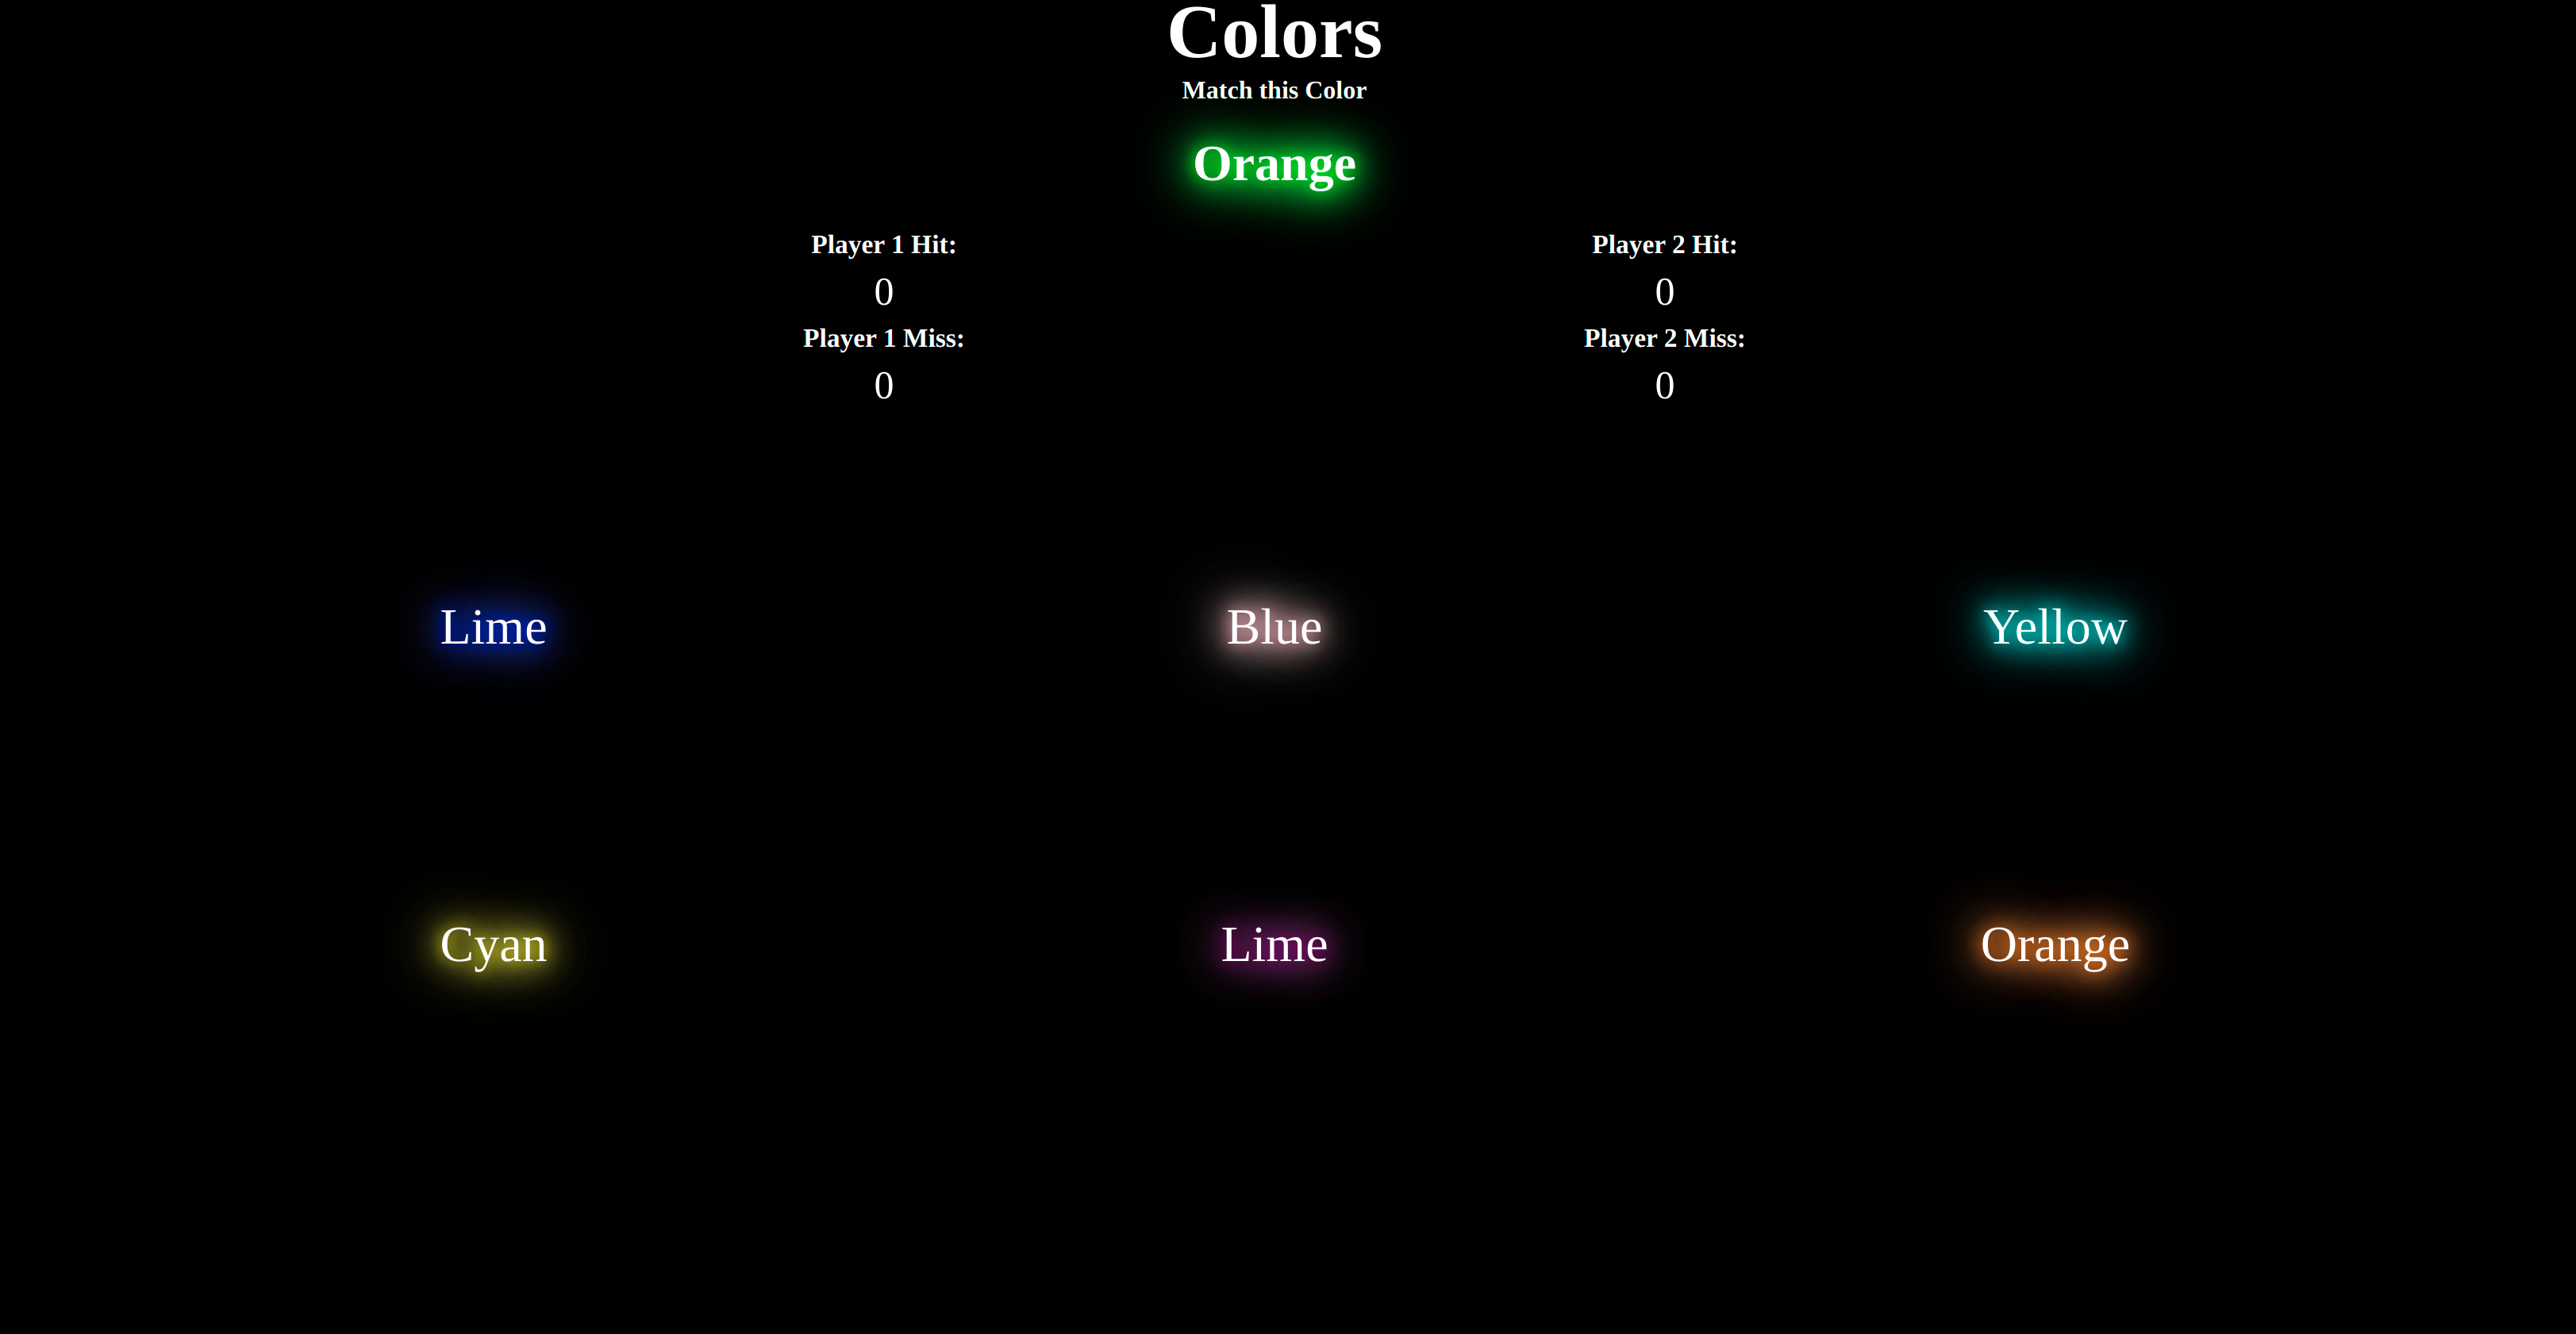 Colors
Match this Color
Orange
Player 1 Hit: Player 2 Hit:
0 0
Player 1 Miss: Player 2 Miss:
0 0
Lime Blue Yellow
Cyan Lime Orange